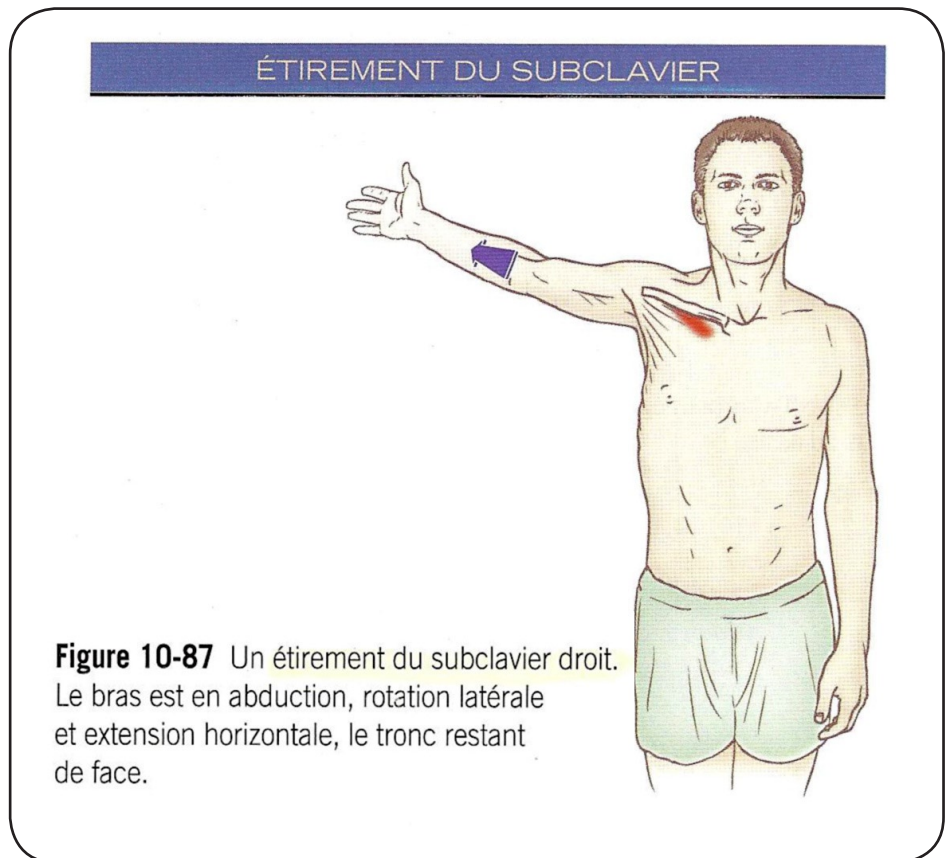 ÉTIREMENT DU SUBCLAVIER
Figure 10-87 Un étirement du subclavier droit.
Le bras est en abduction, rotation latérale
et extension horizontale, le tronc restant
de face.